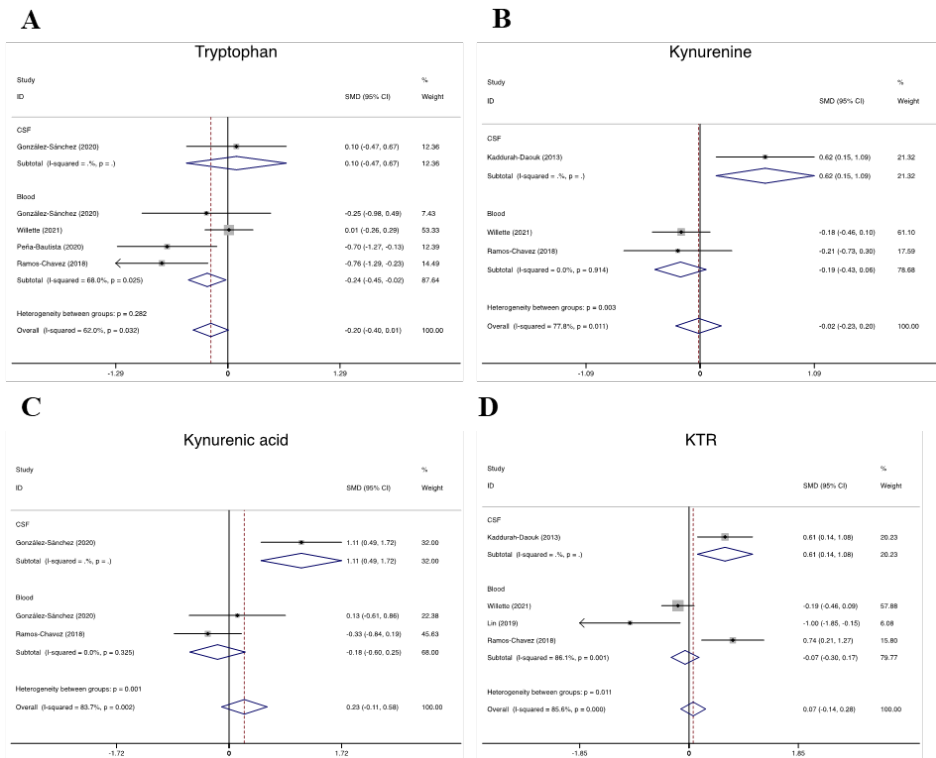 A
Tryptophan
Study %
ID SMD (95% CI) Weight
CSF
González-Sánchez (2020) 0.10 (-0.47, 0.67) 12.36
Subtotal (I-squared = .%, p = .) 0.10 (-0.47, 0.67) 12.36
Blood
González-Sánchez (2020) -0.25 (-0.98, 0.49) 7.43
Willette (2021) 0.01 (-0.26, 0.29) 53.33
Peña-Bautista (2020) -0.70 (-1.27, -0.13) 12.39
Ramos-Chavez (2018) -0.76 (-1.29, -0.23) 14.49
Subtotal (I-squared = 68.0%, p = 0.025) -0.24 (-0.45, -0.02) 87.64
Heterogeneity between groups: p = 0.282
Overall (I-squared = 62.0%, p = 0.032) -0.20 (-0.40, 0.01) 100.00
-1.29 0 1.29
B
Kynurenine
Study %
ID SMD (95% CI) Weight
CSF
Kaddurah-Daouk (2013) 0.62 (0.15, 1.09) 21.32
Subtotal (I-squared = .%, p = .) 0.62 (0.15, 1.09) 21.32
Blood
Willette (2021) -0.18 (-0.46, 0.10) 61.10
Ramos-Chavez (2018) -0.21 (-0.73, 0.30) 17.59
Subtotal (I-squared = 0.0%, p = 0.914) -0.19 (-0.43, 0.06) 78.68
Heterogeneity between groups: p = 0.003
Overall (I-squared = 77.8%, p = 0.011) -0.02 (-0.23, 0.20) 100.00
-1.09 0 1.09
C
Kynurenic acid
Study %
ID SMD (95% CI) Weight
CSF
González-Sánchez (2020) 1.11 (0.49, 1.72) 32.00
Subtotal (I-squared = .%, p = .) 1.11 (0.49, 1.72) 32.00
Blood
González-Sánchez (2020) 0.13 (-0.61, 0.86) 22.38
Ramos-Chavez (2018) -0.33 (-0.84, 0.19) 45.63
Subtotal (I-squared = 0.0%, p = 0.325) -0.18 (-0.60, 0.25) 68.00
Heterogeneity between groups: p = 0.001
Overall (I-squared = 83.7%, p = 0.002) 0.23 (-0.11, 0.58) 100.00
-1.72 0 1.72
D
KTR
Study %
ID SMD (95% CI) Weight
CSF
Kaddurah-Daouk (2013) 0.61 (0.14, 1.08) 20.23
Subtotal (I-squared = .%, p = .) 0.61 (0.14, 1.08) 20.23
Blood
Willette (2021) -0.19 (-0.46, 0.09) 57.88
Lin (2019) -1.00 (-1.85, -0.15) 6.08
Ramos-Chavez (2018) 0.74 (0.21, 1.27) 15.80
Subtotal (I-squared = 86.1%, p = 0.001) -0.07 (-0.30, 0.17) 79.77
Heterogeneity between groups: p = 0.011
Overall (I-squared = 85.6%, p = 0.000) 0.07 (-0.14, 0.28) 100.00
-1.85 0 1.85